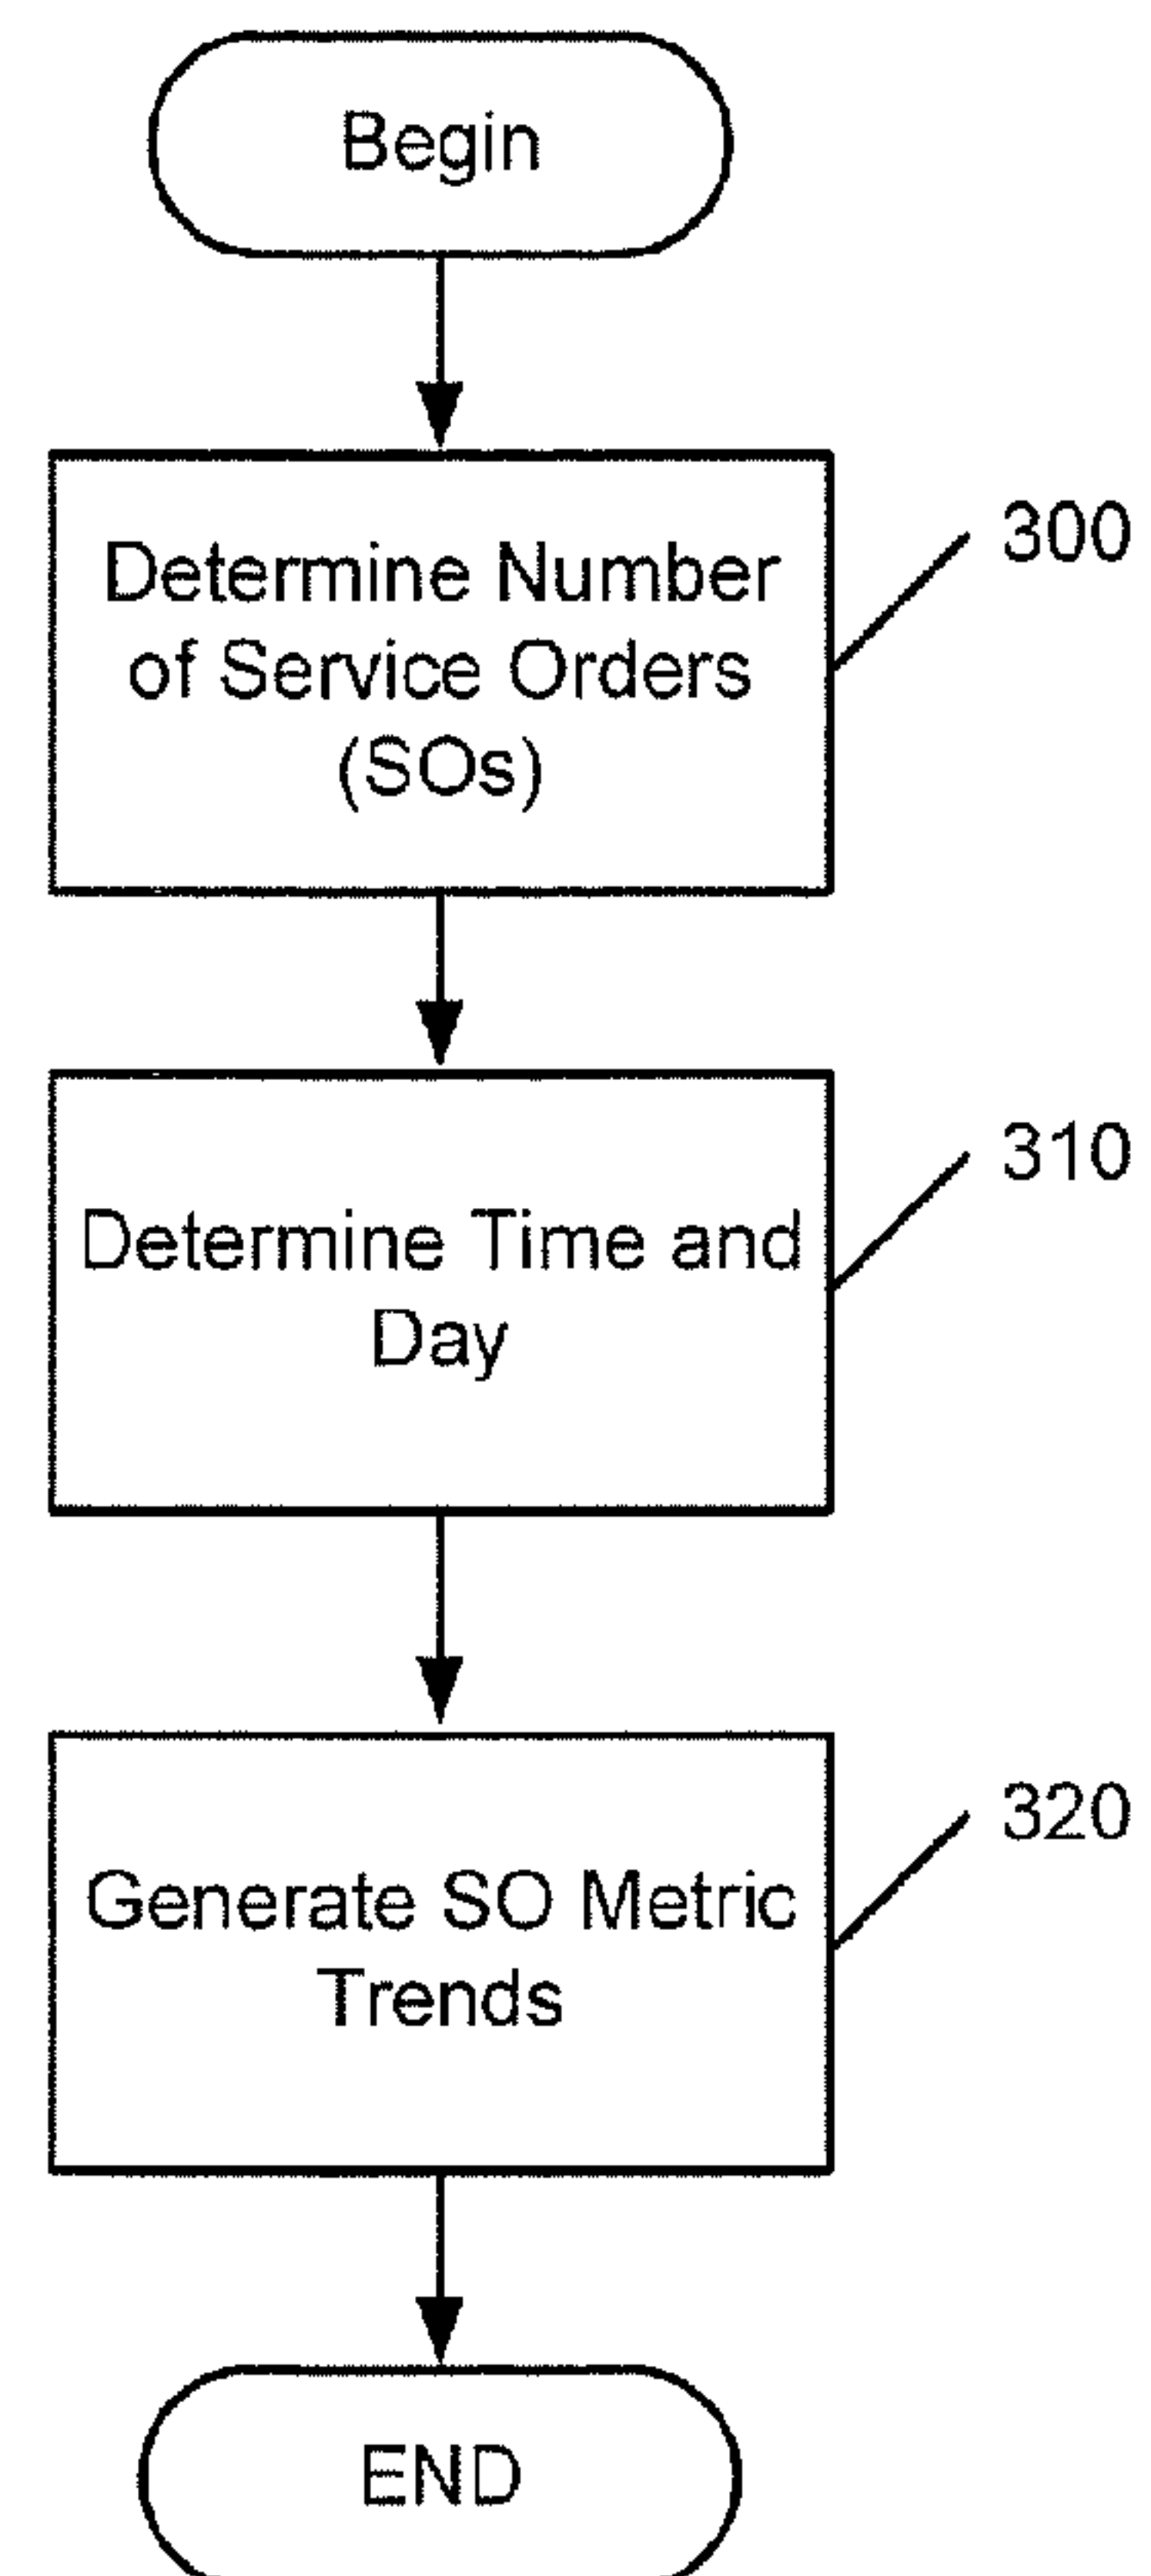 Begin
Determine Number
of Service Orders
(SOs)
300
Determine Time and
Day
310
Generate SO Metric
Trends
320
END